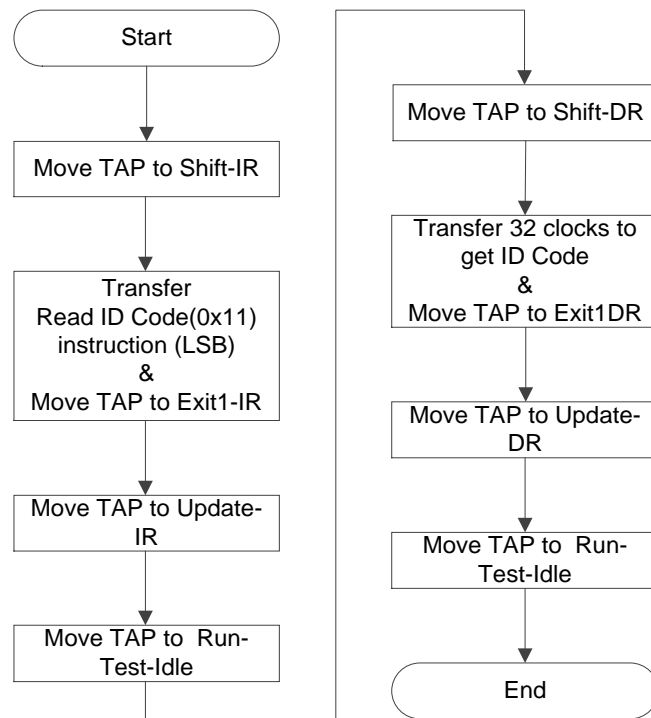 Start
Move TAP to Shift-IR
Transfer
Read ID Code(0x11)
instruction (LSB)
&
Move TAP to Exit1-IR
Move TAP to Update-
IR
Move TAP to  Run-
Test-Idle
Move TAP to Shift-DR
Transfer 32 clocks to
get ID Code
&
Move TAP to Exit1DR
Move TAP to Update-
DR
Move TAP to  Run-
Test-Idle
End